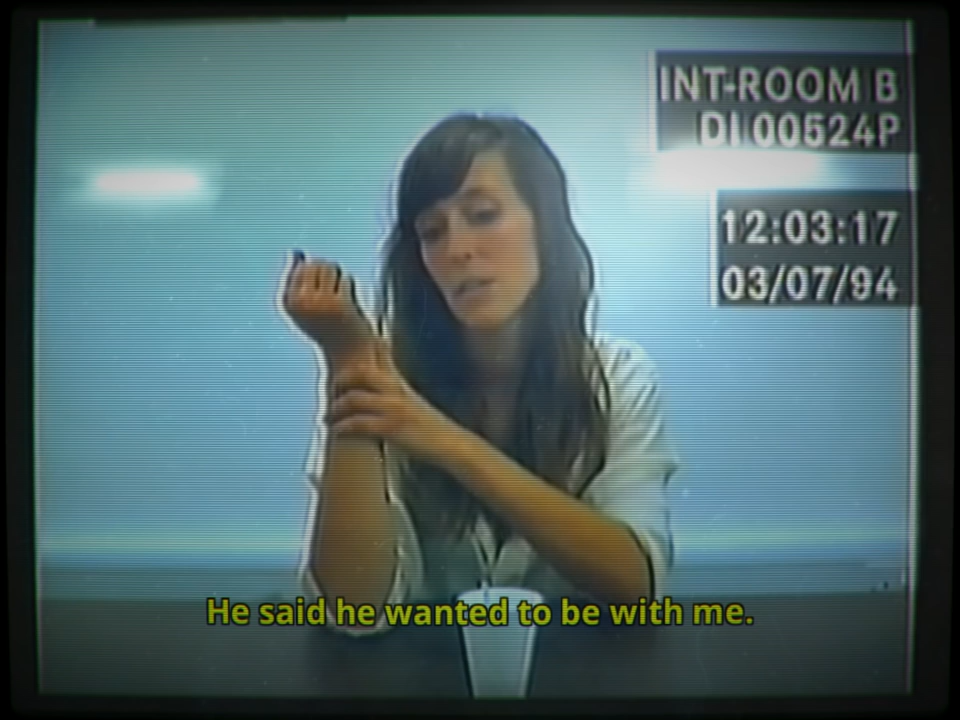 INT-ROOM B
DI 00524P
12:03:17
03/07/94
He said he wanted to be with me.